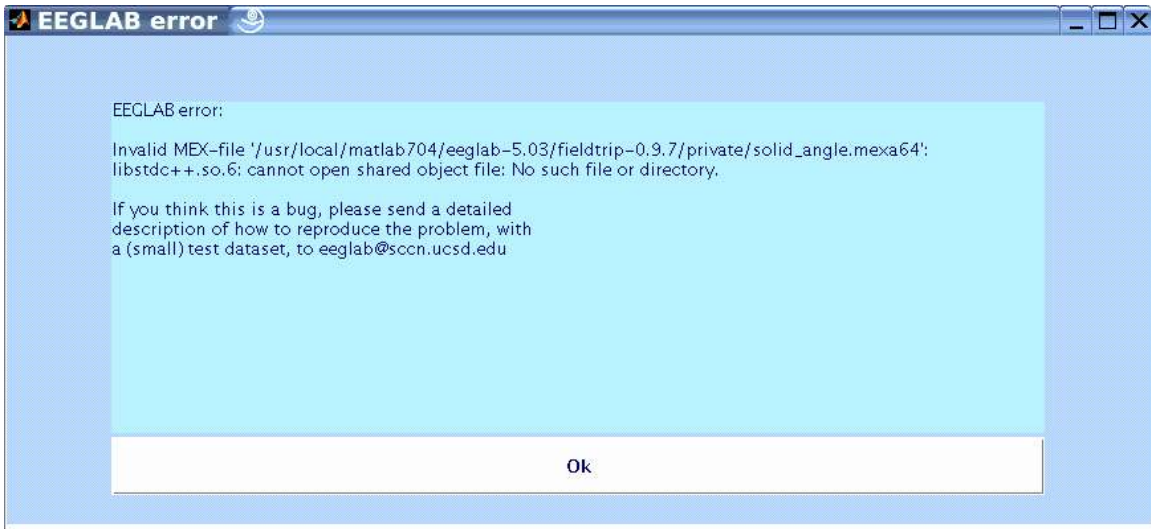 EEGLAB error
EEGLAB error:
Invalid MEX-file '/usr/local/matlab704/eeglab-5.03/fieldtrip-0.9.7/private/solid_angle.mexa64':
libstdc++.so.6: cannot open shared object file: No such file or directory.
If you think this is a bug, please send a detailed
description of how to reproduce the problem, with
a (small) test dataset, to eeglab@sccn.ucsd.edu
Ok